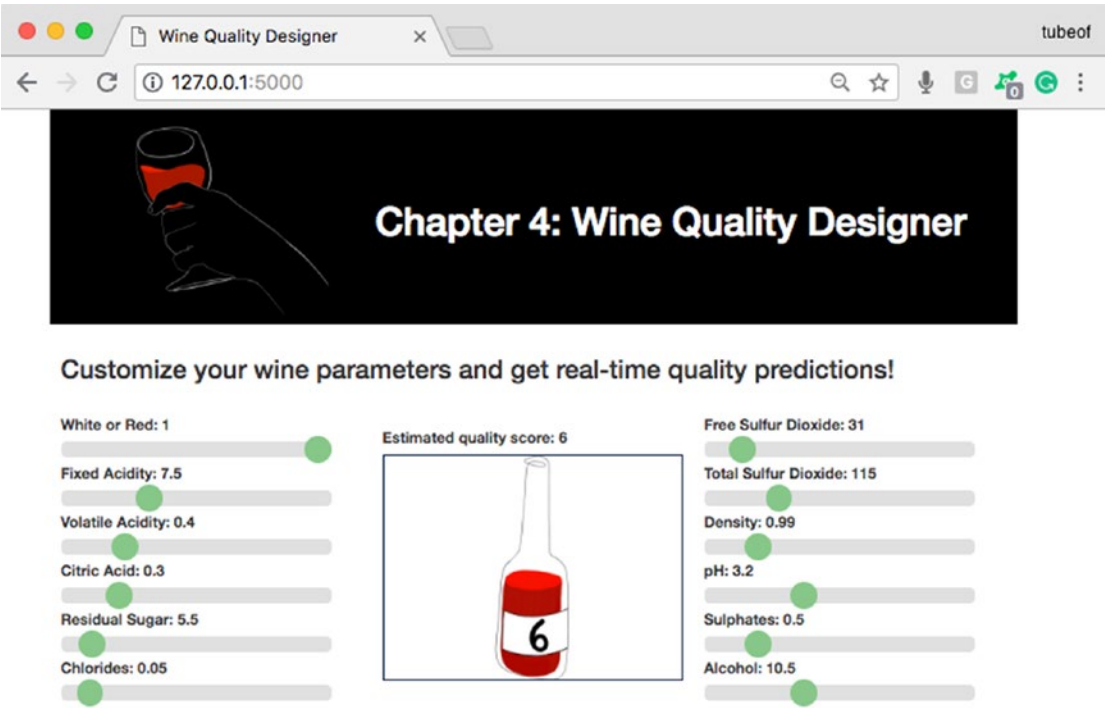 Wine Quality Designer
tubeof
127.0.0.1:5000
G
0
G
Chapter 4: Wine Quality Designer
Customize your wine parameters and get real-time quality predictions!
White or Red: 1
Fixed Acidity: 7.5
Volatile Acidity: 0.4
Citric Acid: 0.3
Residual Sugar: 5.5
Chlorides: 0.05
Estimated quality score: 6
6
Free Sulfur Dioxide: 31
Total Sulfur Dioxide: 115
Density: 0.99
pH: 3.2
Sulphates: 0.5
Alcohol: 10.5